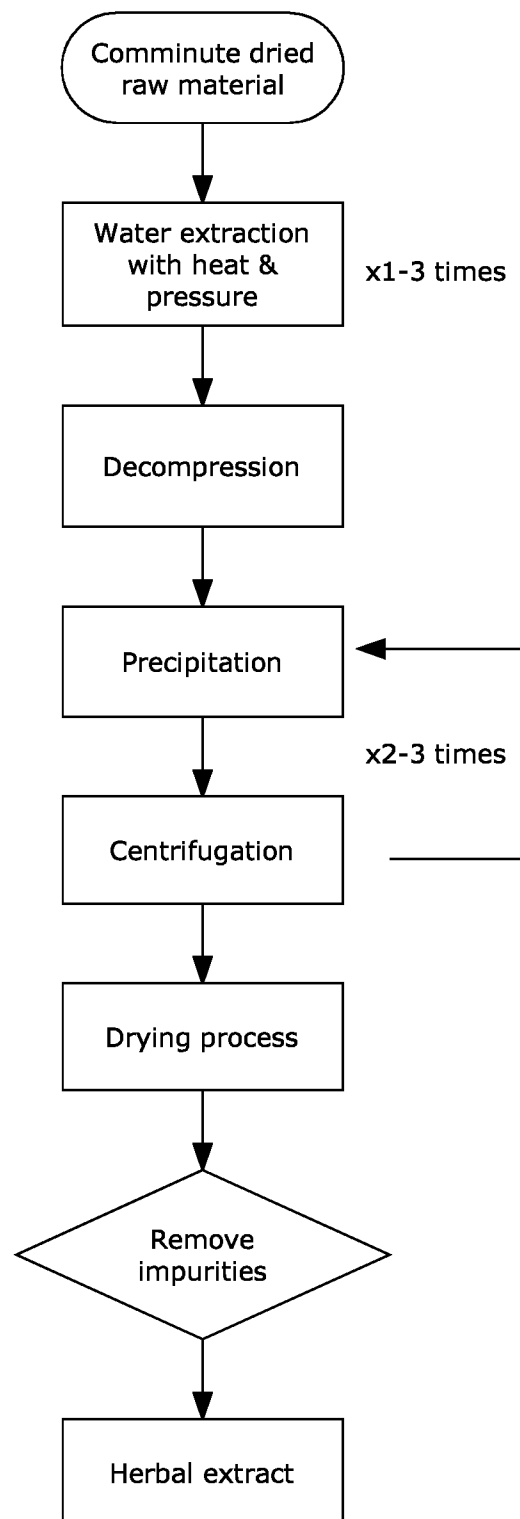 Comminute dried
raw material
Water extraction
with heat &
pressure
x1-3 times
Decompression
Precipitation
x2-3 times
Centrifugation
Drying process
Remove
impurities
Herbal extract